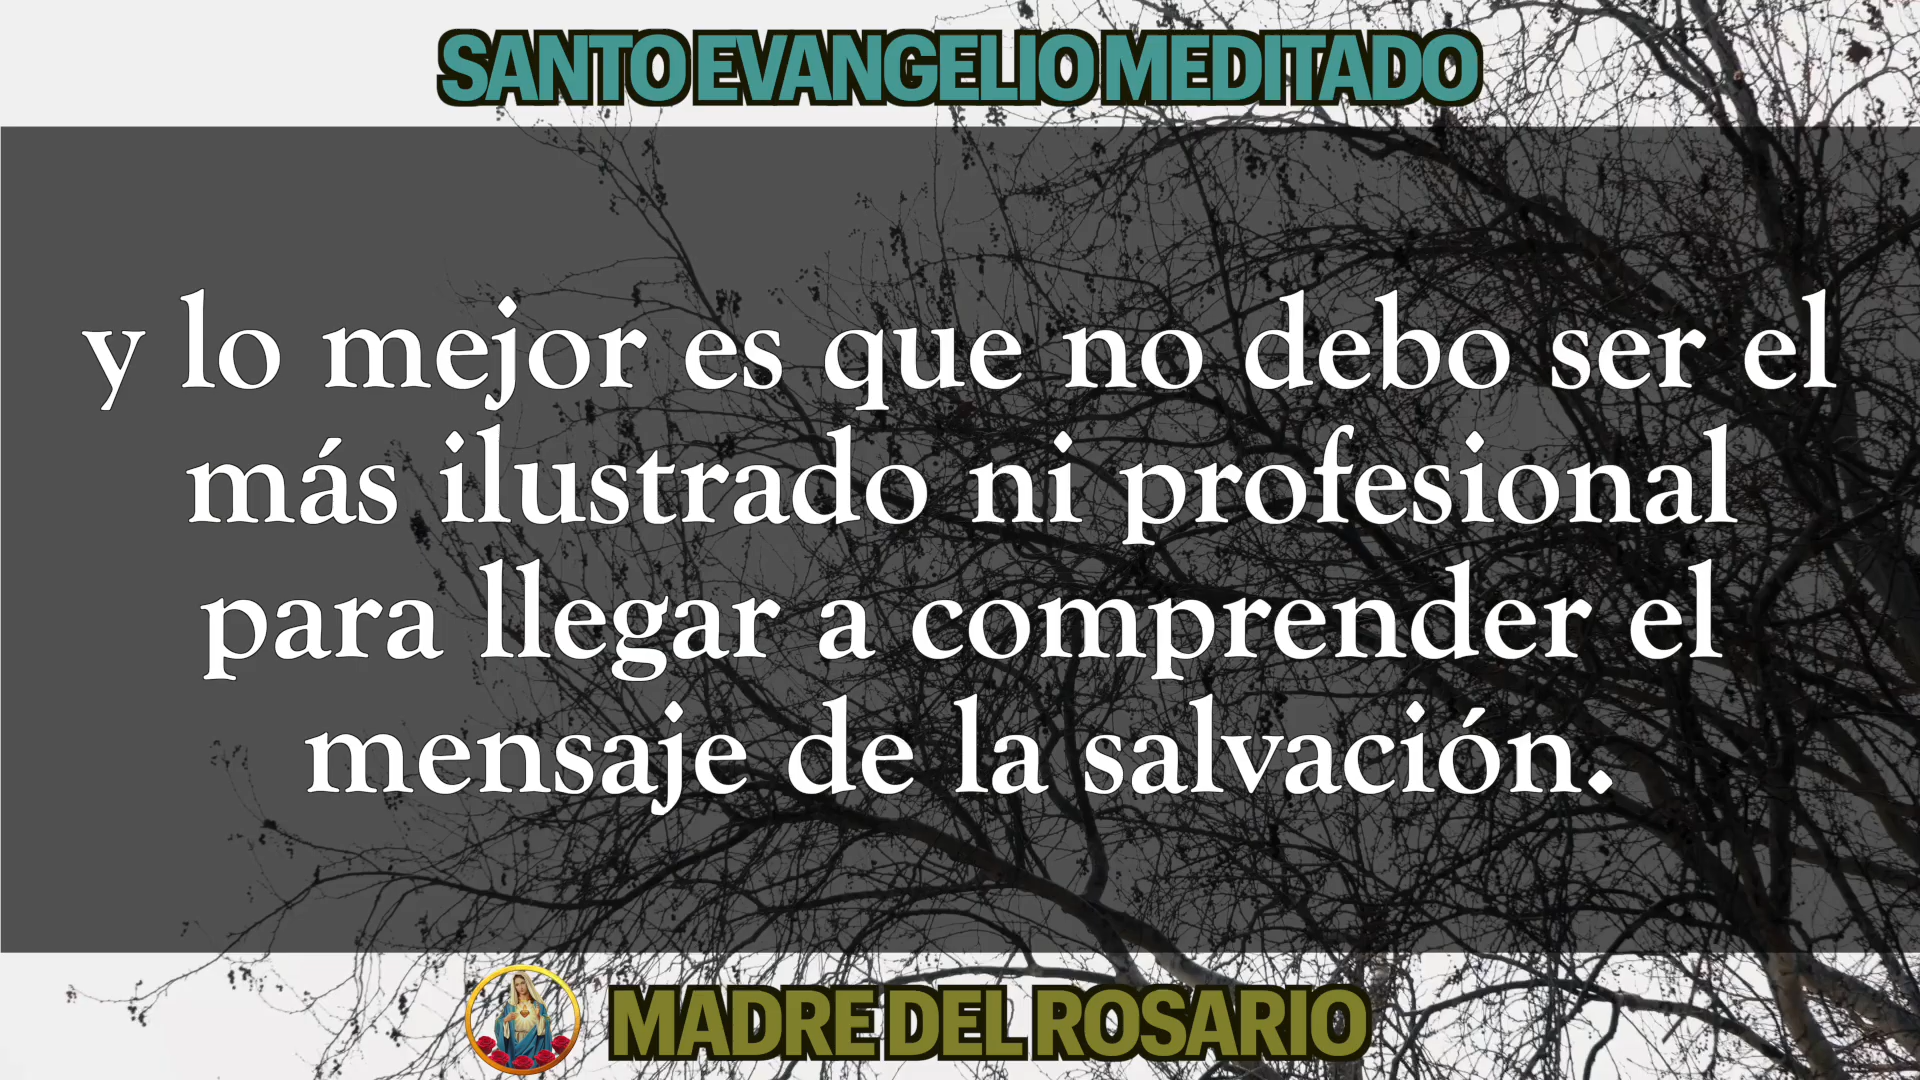 SANTO EVANGELIO MEDITADO
y lo mejor es que no debo ser el
más ilustrado ni profesional
para llegar a comprender el
mensaje de la salvación.
MADRE DEL ROSARIO